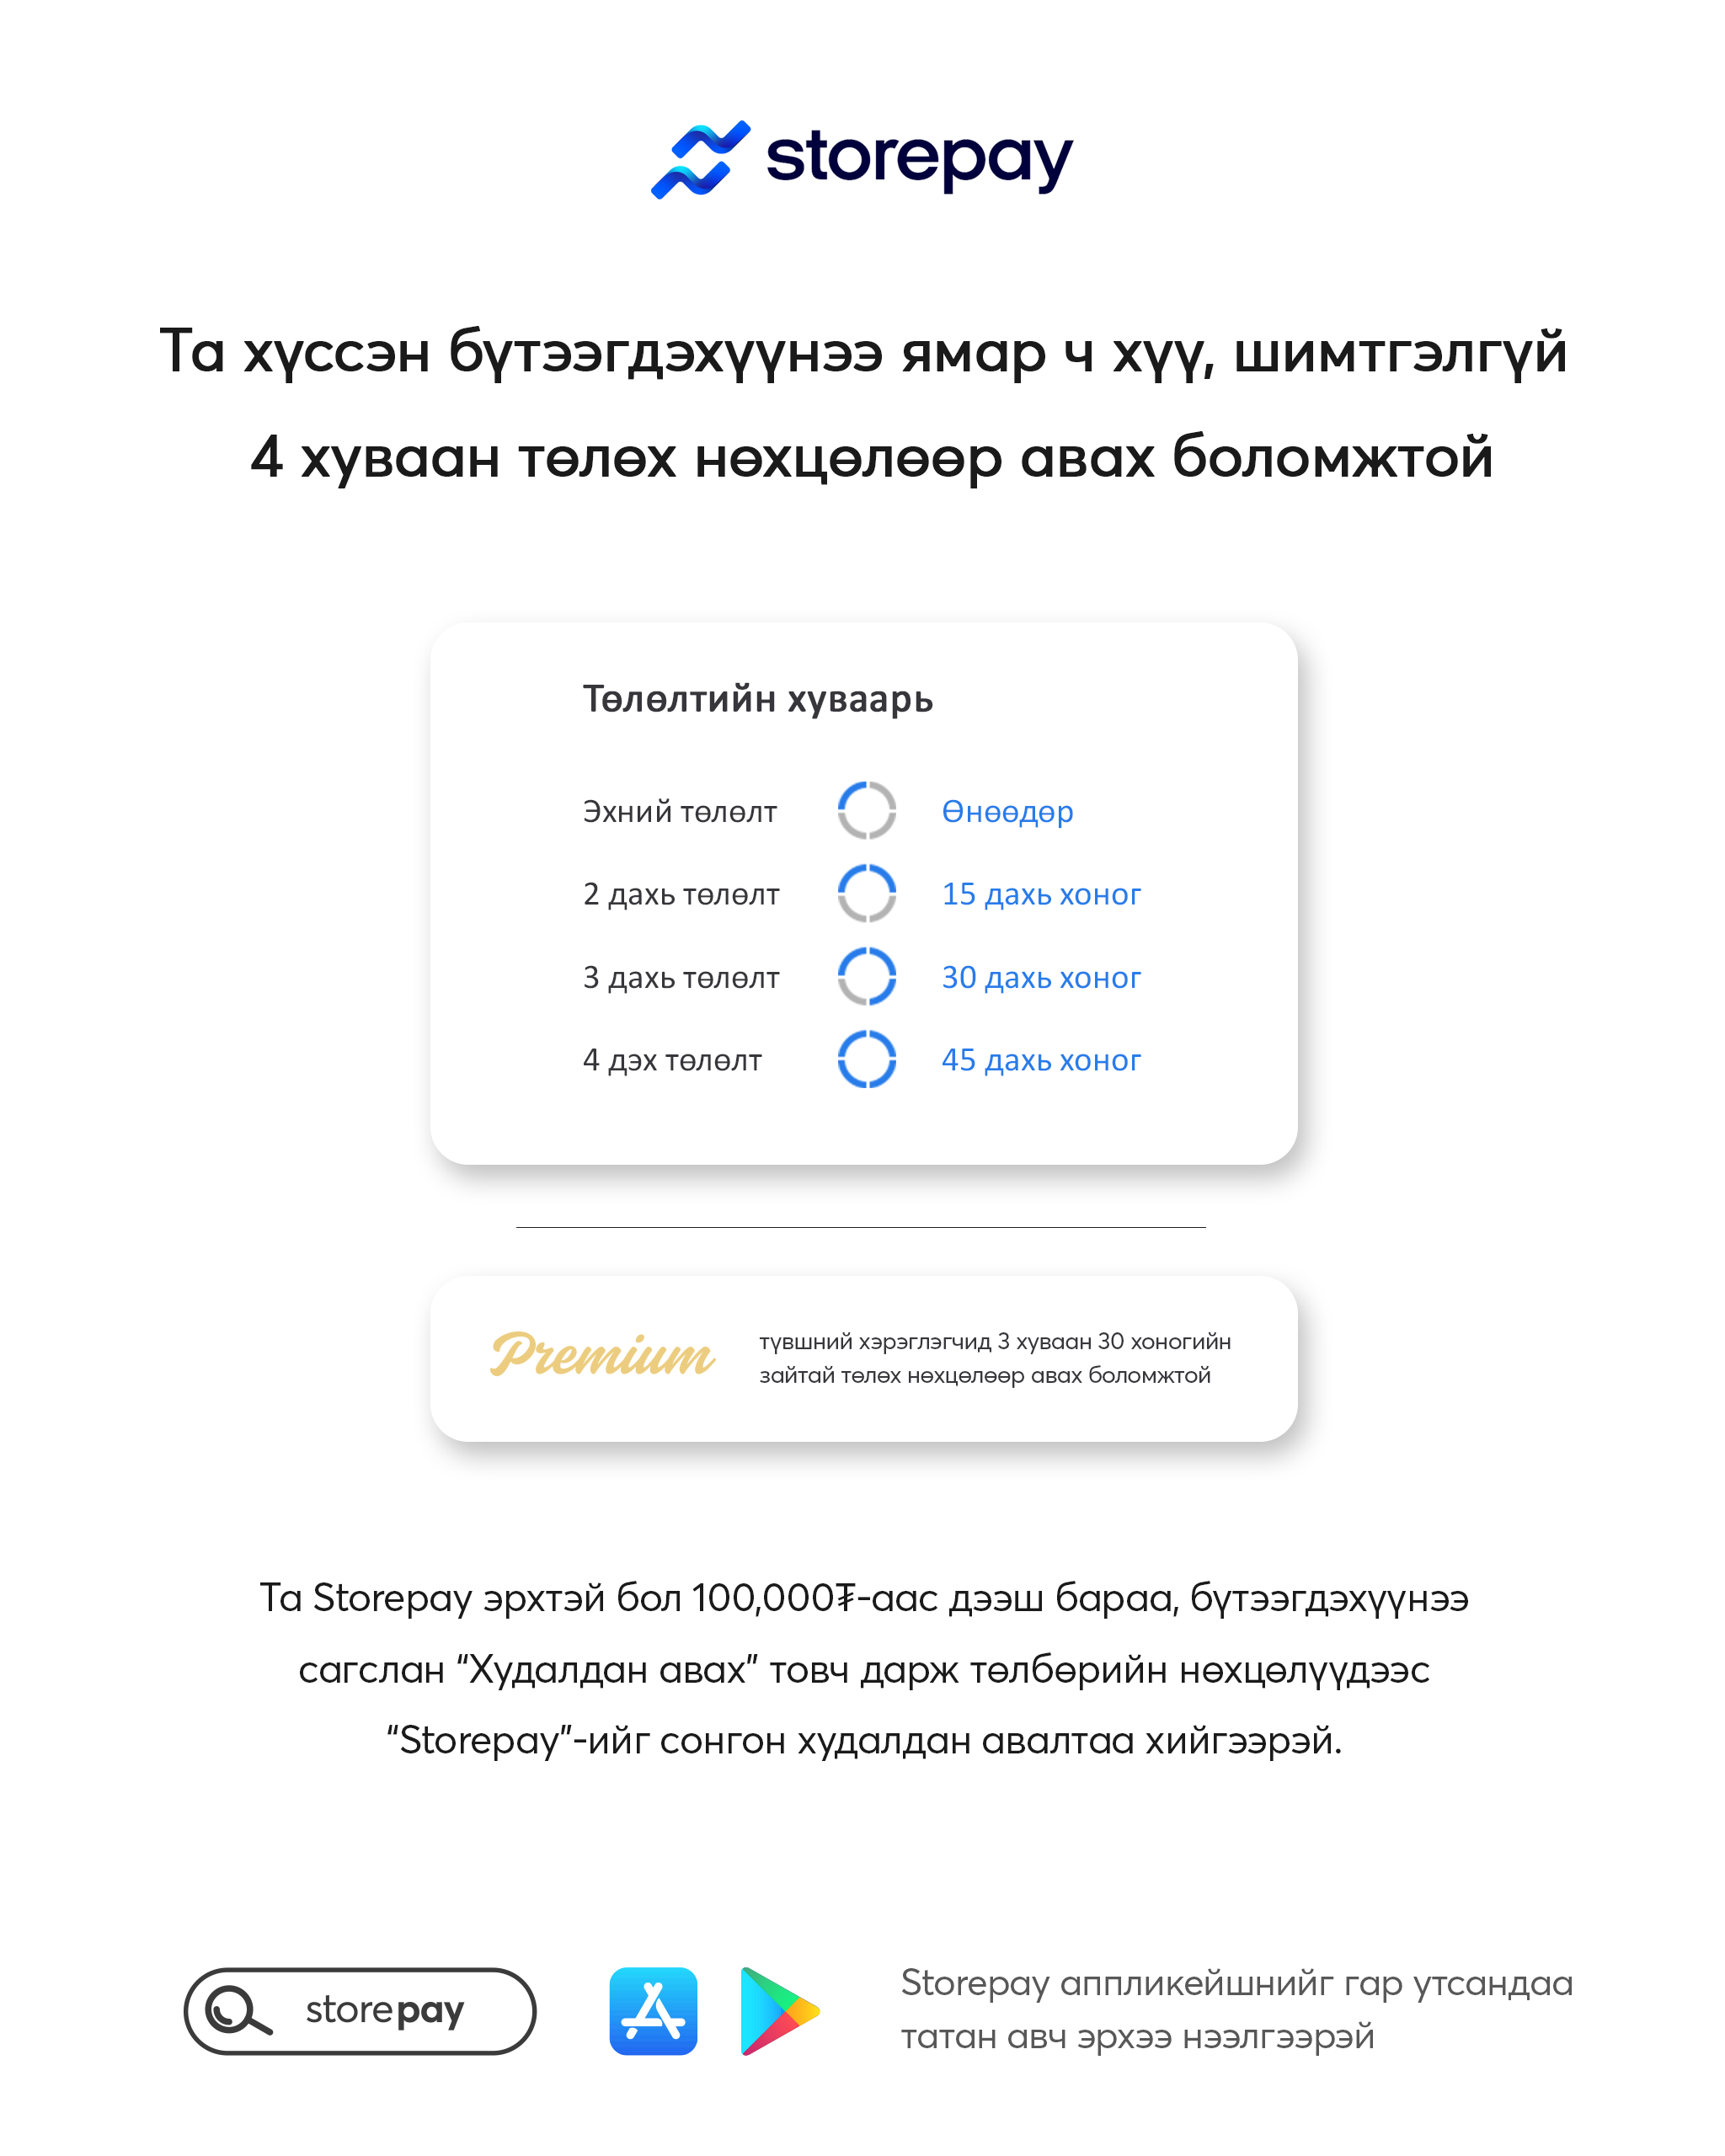 storepay
Та хүссэн бүтээгдэхүүнээ ямар ч хүү, шимтгэлгүй
4 хуваан төлөх нөхцөлөөр авах боломжтой
Төлөлтийн хуваарь
Эхний төлөлт Өнөөдөр
2 дахь төлөлт 15 дахь хоног
3 дахь төлөлт 30 дахь хоног
4 дэх төлөлт 45 дахь хоног
Premium
түвшний хэрэглэгчид 3 хуваан 30 хоногийн
зайтай төлөх нөхцөлөөр авах боломжтой
Та Storepay эрхтэй бол 100,000₮-аас дээш бараа, бүтээгдэхүүнээ
сагслан “Худалдан авах” товч дарж төлбөрийн нөхцөлүүдээс
“Storepay”-ийг сонгон худалдан авалтаа хийгээрэй.
storepay
Storepay аппликейшнийг гар утсандаа
татан авч эрхээ нээлгээрэй